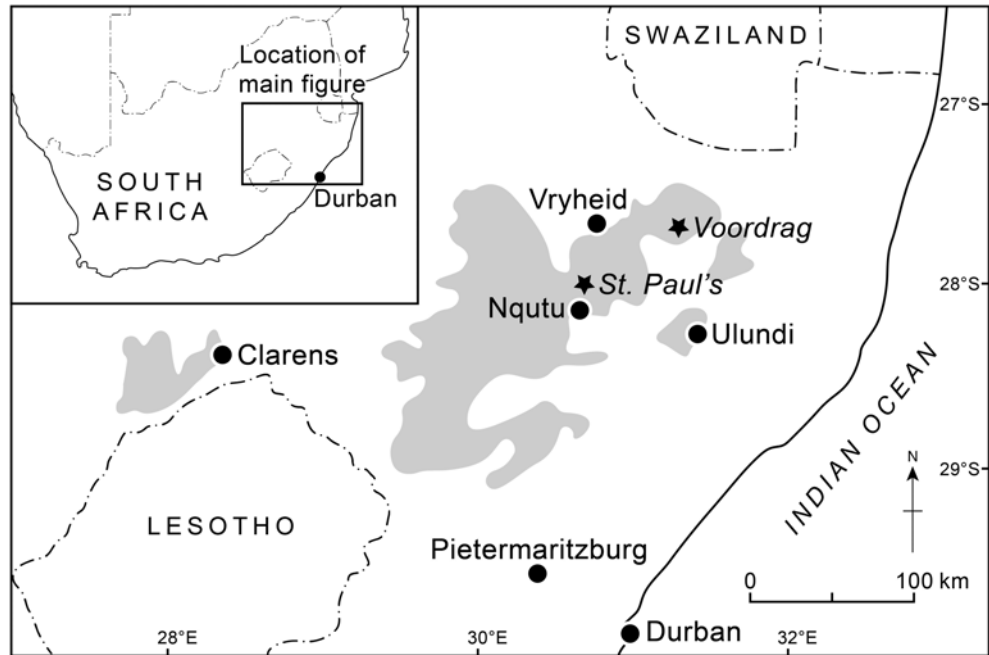 Location of
main figure
SOUTH
AFRICA
Durban
SWAZILAND
27°S
Vryheid
Voordrag
St. Paul's
28°S
Nqutu
Ulundi
Clarens
INDIAN OCEAN
N
29°S
LESOTHO
Pietermaritzburg
0 100 km
28°E 30°E 32°E
Durban